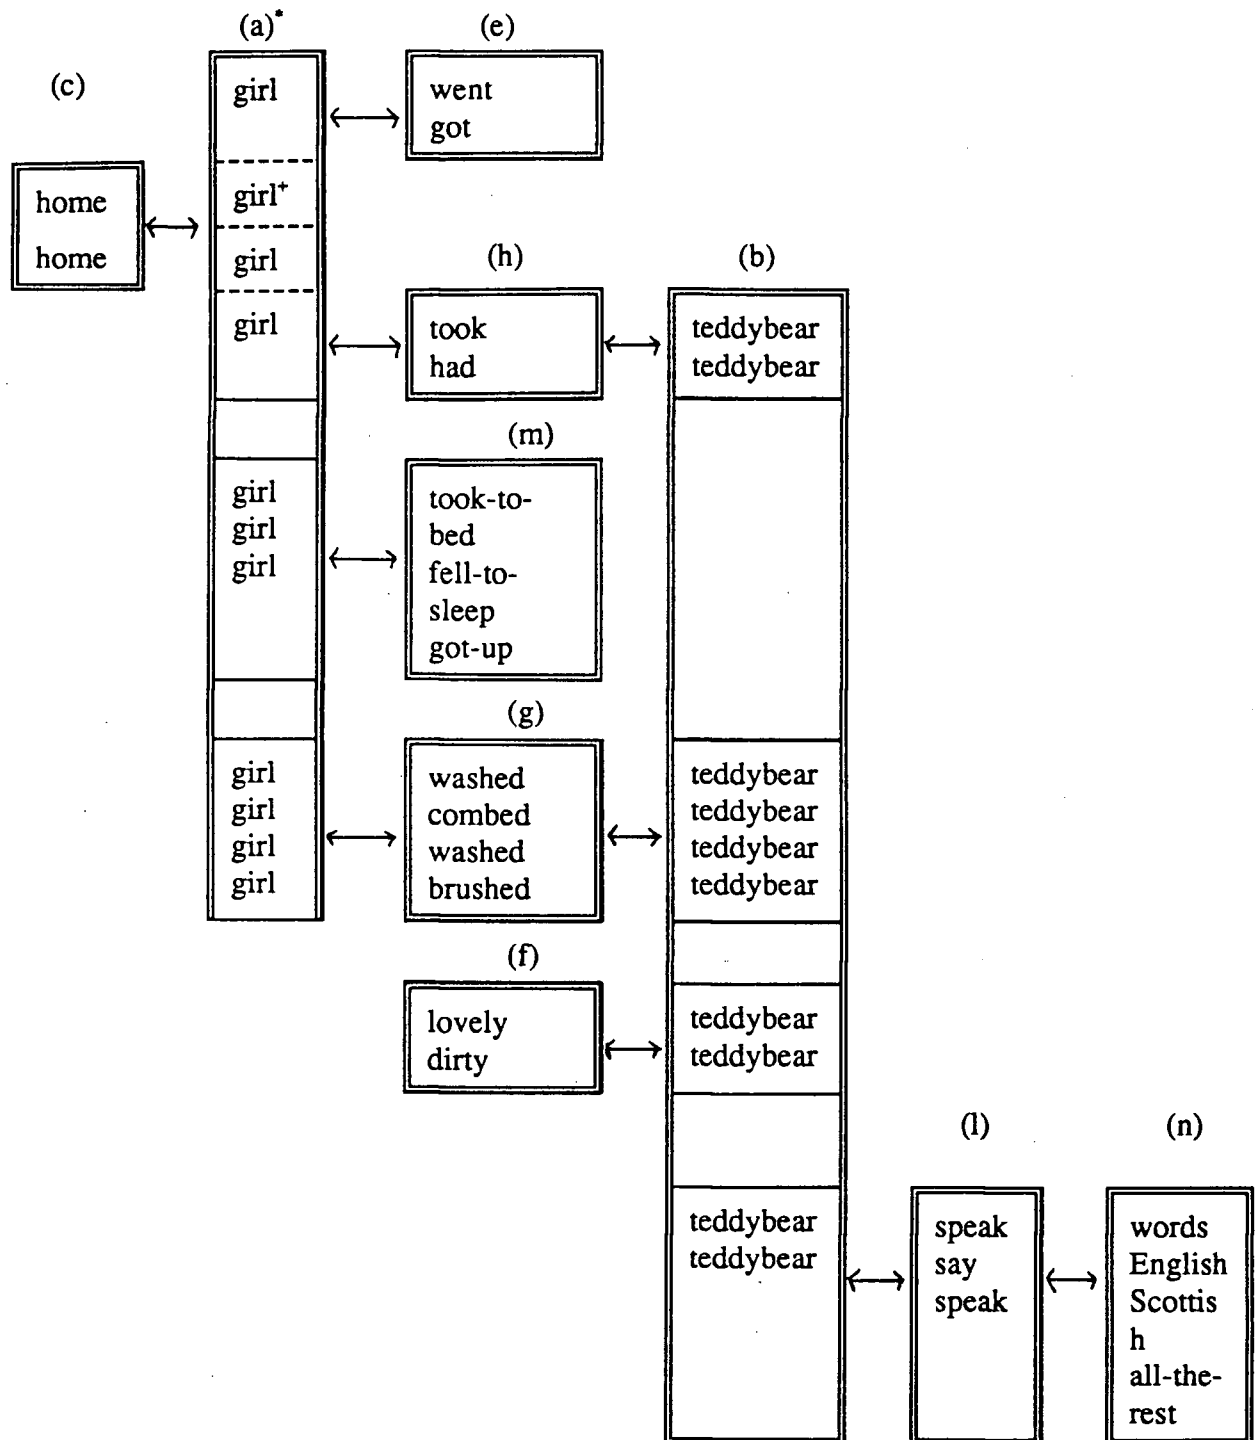 (a)*
(e)
(c)
girl
went
got
girl+
home
home
girl
(h)
(b)
girl
took
had
teddybear
teddybear
(m)
girl
girl
girl
took-to-
bed
fell-to-
sleep
got-up
(g)
girl
girl
girl
girl
washed
combed
washed
brushed
teddybear
teddybear
teddybear
teddybear
(f)
lovely
dirty
teddybear
teddybear
(l)
(n)
teddybear
teddybear
speak
say
speak
words
English
Scottis
h
all-the-
rest